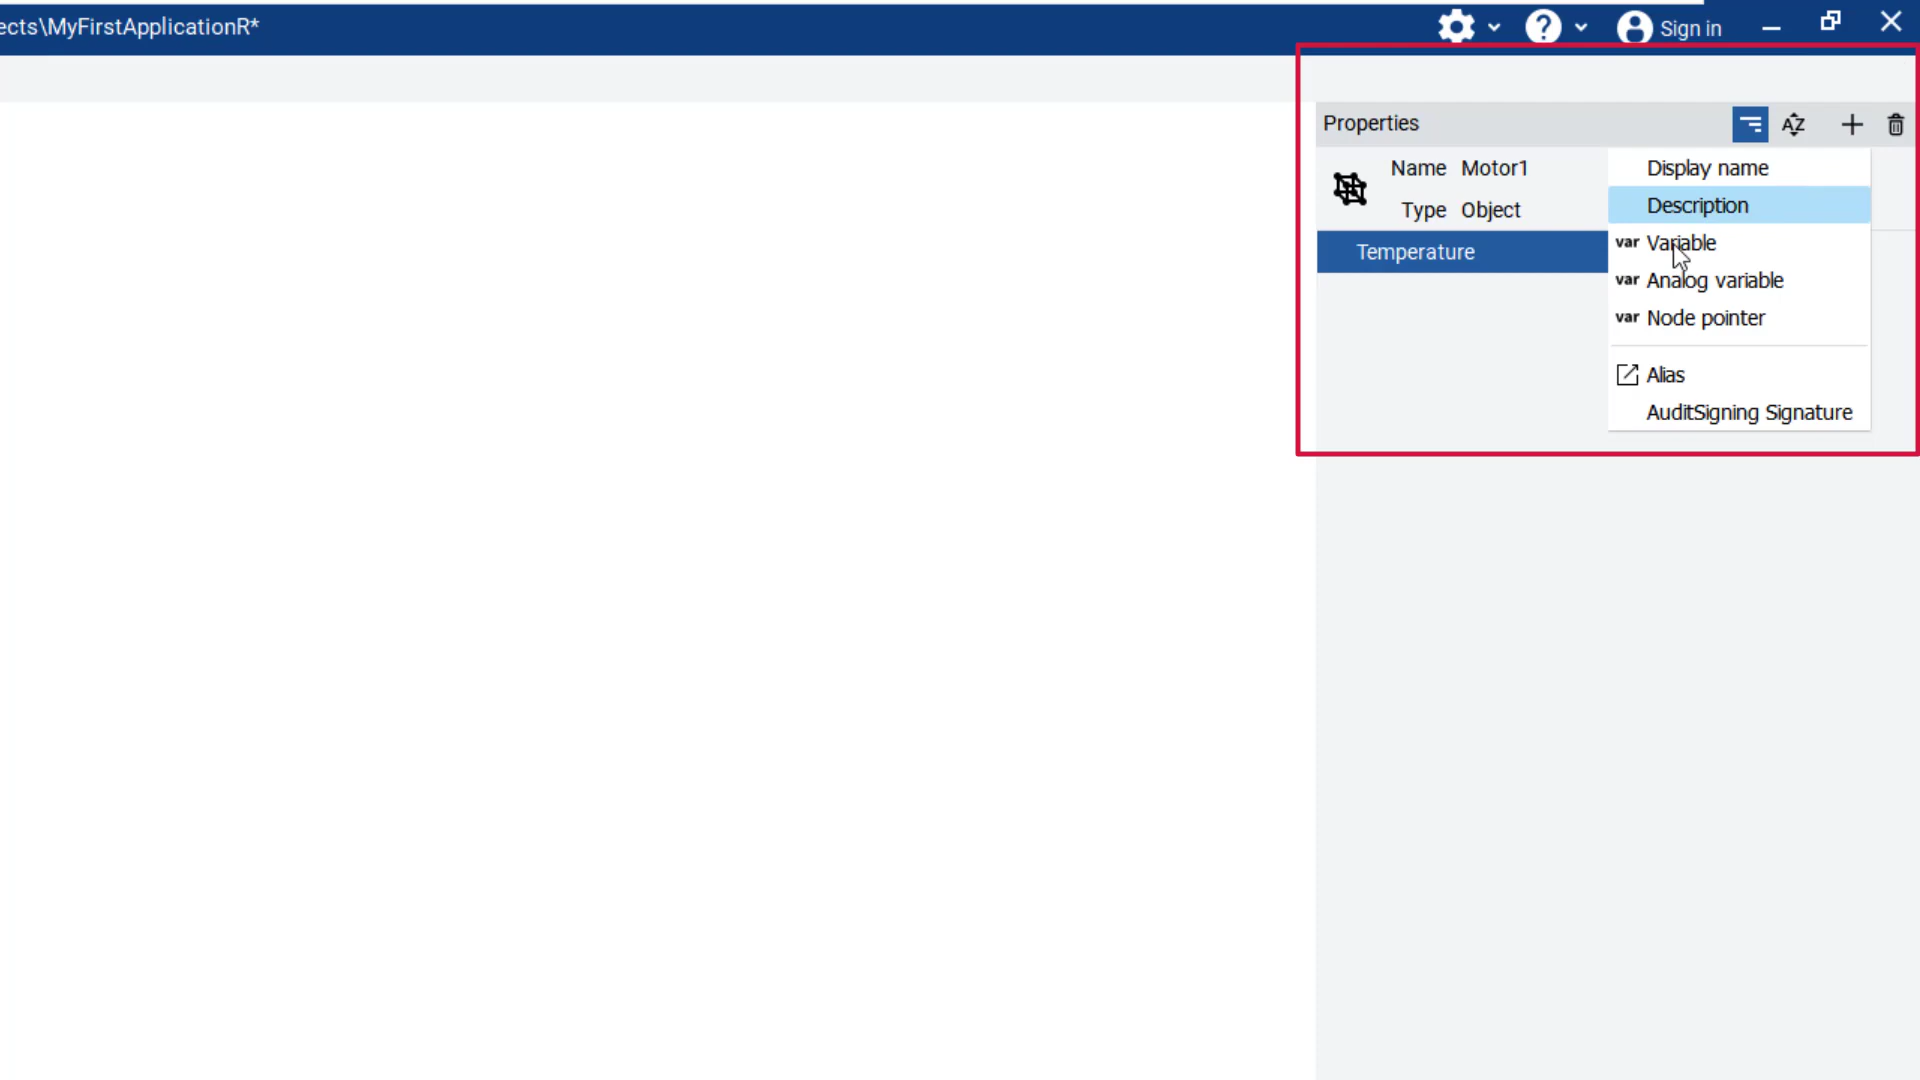 ects\MyFirstApplicationR*
Sign in
Properties
Name Motor1
Type Object
Temperature
Display name
Description
var Variable
var Analog variable
var Node pointer
Alias
AuditSigning Signature